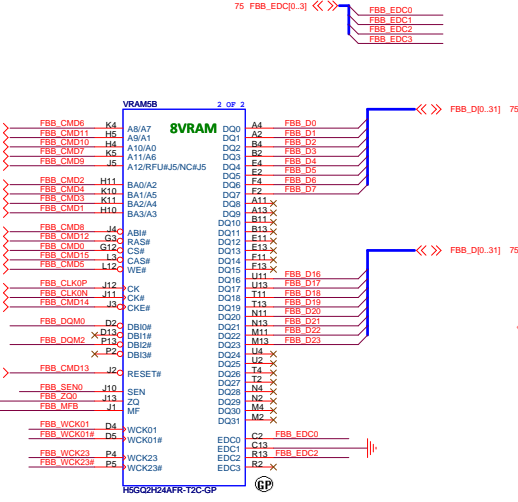 75 FBB_EDC[0..3]
FBB_EDC0
FBB_EDC1
FBB_EDC2
FBB_EDC3
VRAM5B 2 OF 2
8VRAM
FBB_CMD6 K4 A8/A7 DQ0 A4 FBB_D0 FBB_D[0..31] 75
FBB_CMD11 H5 A9/A1 DQ1 A2 FBB_D1
FBB_CMD10 H4 A10/A0 DQ2 B4 FBB_D2
FBB_CMD7 K5 A11/A6 DQ3 B2 FBB_D3
FBB_CMD9 J5 A12/RFU#J5/NC#J5 DQ4 E4 FBB_D4
DQ5 E2 FBB_D5
FBB_CMD2 H11 BA0/A2 DQ6 F4 FBB_D6
FBB_CMD4 K10 BA1/A5 DQ7 F2 FBB_D7
FBB_CMD3 K11 BA2/A4 DQ8 A11
FBB_CMD1 H10 BA3/A3 DQ9 A13
DQ10 B11
FBB_CMD8 J4 ABI# DQ11 B13
FBB_CMD12 G3 RAS# DQ12 E11
FBB_CMD0 G12 CS# DQ13 E13
FBB_CMD15 L3 CAS# DQ14 F11
FBB_CMD5 L12 WE# DQ15 F13
DQ16 U11 FBB_D16 FBB_D[0..31] 75
FBB_CLK0P J12 CK DQ17 U13 FBB_D17
FBB_CLK0N J11 CK# DQ18 T11 FBB_D18
FBB_CMD14 J3 CKE# DQ19 T13 FBB_D19
DQ20 N11 FBB_D20
FBB_DQM0 D2 DBI0# DQ21 N13 FBB_D21
D13 DBI1# DQ22 M11 FBB_D22
FBB_DQM2 P13 DBI2# DQ23 M13 FBB_D23
P2 DBI3# DQ24 U4
DQ25 U2
FBB_CMD13 J2 RESET# DQ26 T4
DQ27 T2
FBB_SEN0 J10 SEN DQ28 N4
FBB_ZQ0 J13 ZQ DQ29 N2
FBB_MFB J1 MF DQ30 M4
DQ31 M2
FBB_WCK01 D4 WCK01
FBB_WCK01# D5 WCK01# EDC0 C2 FBB_EDC0
EDC1 C13
FBB_WCK23 P4 WCK23 EDC2 R13 FBB_EDC2
FBB_WCK23# P5 WCK23# EDC3 R2
H5GQ2H24AFR-T2C-GP GP